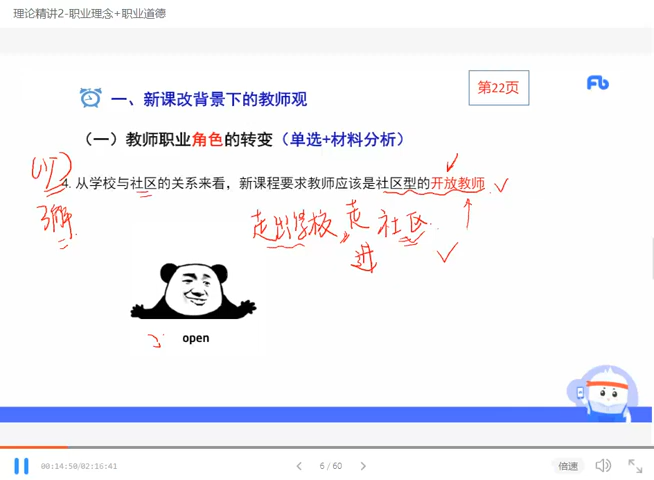 理论精讲2-职业理念+职业道德
第22页
一、新课改背景下的教师观
（一）教师职业角色的转变（单选+材料分析）
4. 从学校与社区的关系来看，新课程要求教师应该是社区型的开放教师
走出学校，走进社区.
open
00:14:50/02:16:41
6 / 60
倍速